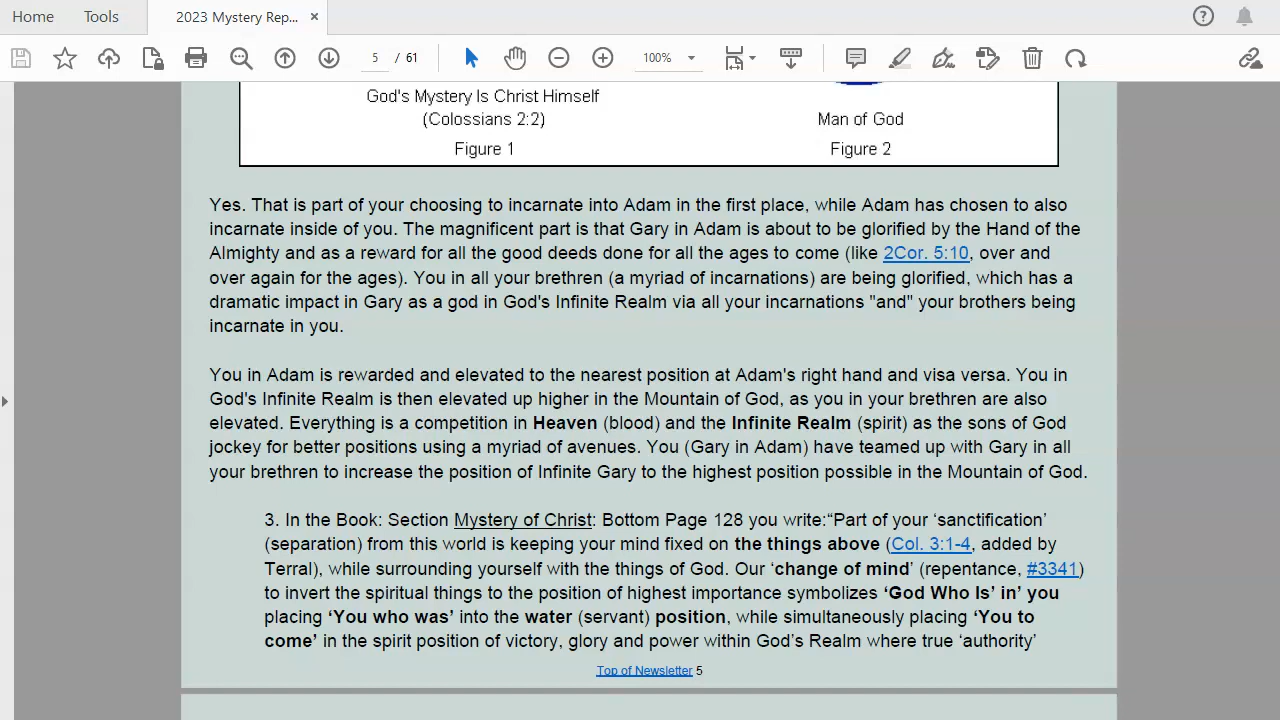 Home Tools 2023 Mystery Rep... ×
5 / 61 100%
God's Mystery Is Christ Himself
(Colossians 2:2) Man of God
Figure 1 Figure 2
Yes. That is part of your choosing to incarnate into Adam in the first place, while Adam has chosen to also
incarnate inside of you. The magnificent part is that Gary in Adam is about to be glorified by the Hand of the
Almighty and as a reward for all the good deeds done for all the ages to come (like 2Cor. 5:10, over and
over again for the ages). You in all your brethren (a myriad of incarnations) are being glorified, which has a
dramatic impact in Gary as a god in God's Infinite Realm via all your incarnations "and" your brothers being
incarnate in you.
You in Adam is rewarded and elevated to the nearest position at Adam's right hand and visa versa. You in
God's Infinite Realm is then elevated up higher in the Mountain of God, as you in your brethren are also
elevated. Everything is a competition in Heaven (blood) and the Infinite Realm (spirit) as the sons of God
jockey for better positions using a myriad of avenues. You (Gary in Adam) have teamed up with Gary in all
your brethren to increase the position of Infinite Gary to the highest position possible in the Mountain of God.
3. In the Book: Section Mystery of Christ: Bottom Page 128 you write:“Part of your ‘sanctification’
(separation) from this world is keeping your mind fixed on the things above (Col. 3:1-4, added by
Terral), while surrounding yourself with the things of God. Our ‘change of mind’ (repentance, #3341)
to invert the spiritual things to the position of highest importance symbolizes ‘God Who Is’ in’ you
placing ‘You who was’ into the water (servant) position, while simultaneously placing ‘You to
come’ in the spirit position of victory, glory and power within God’s Realm where true ‘authority’
Top of Newsletter 5